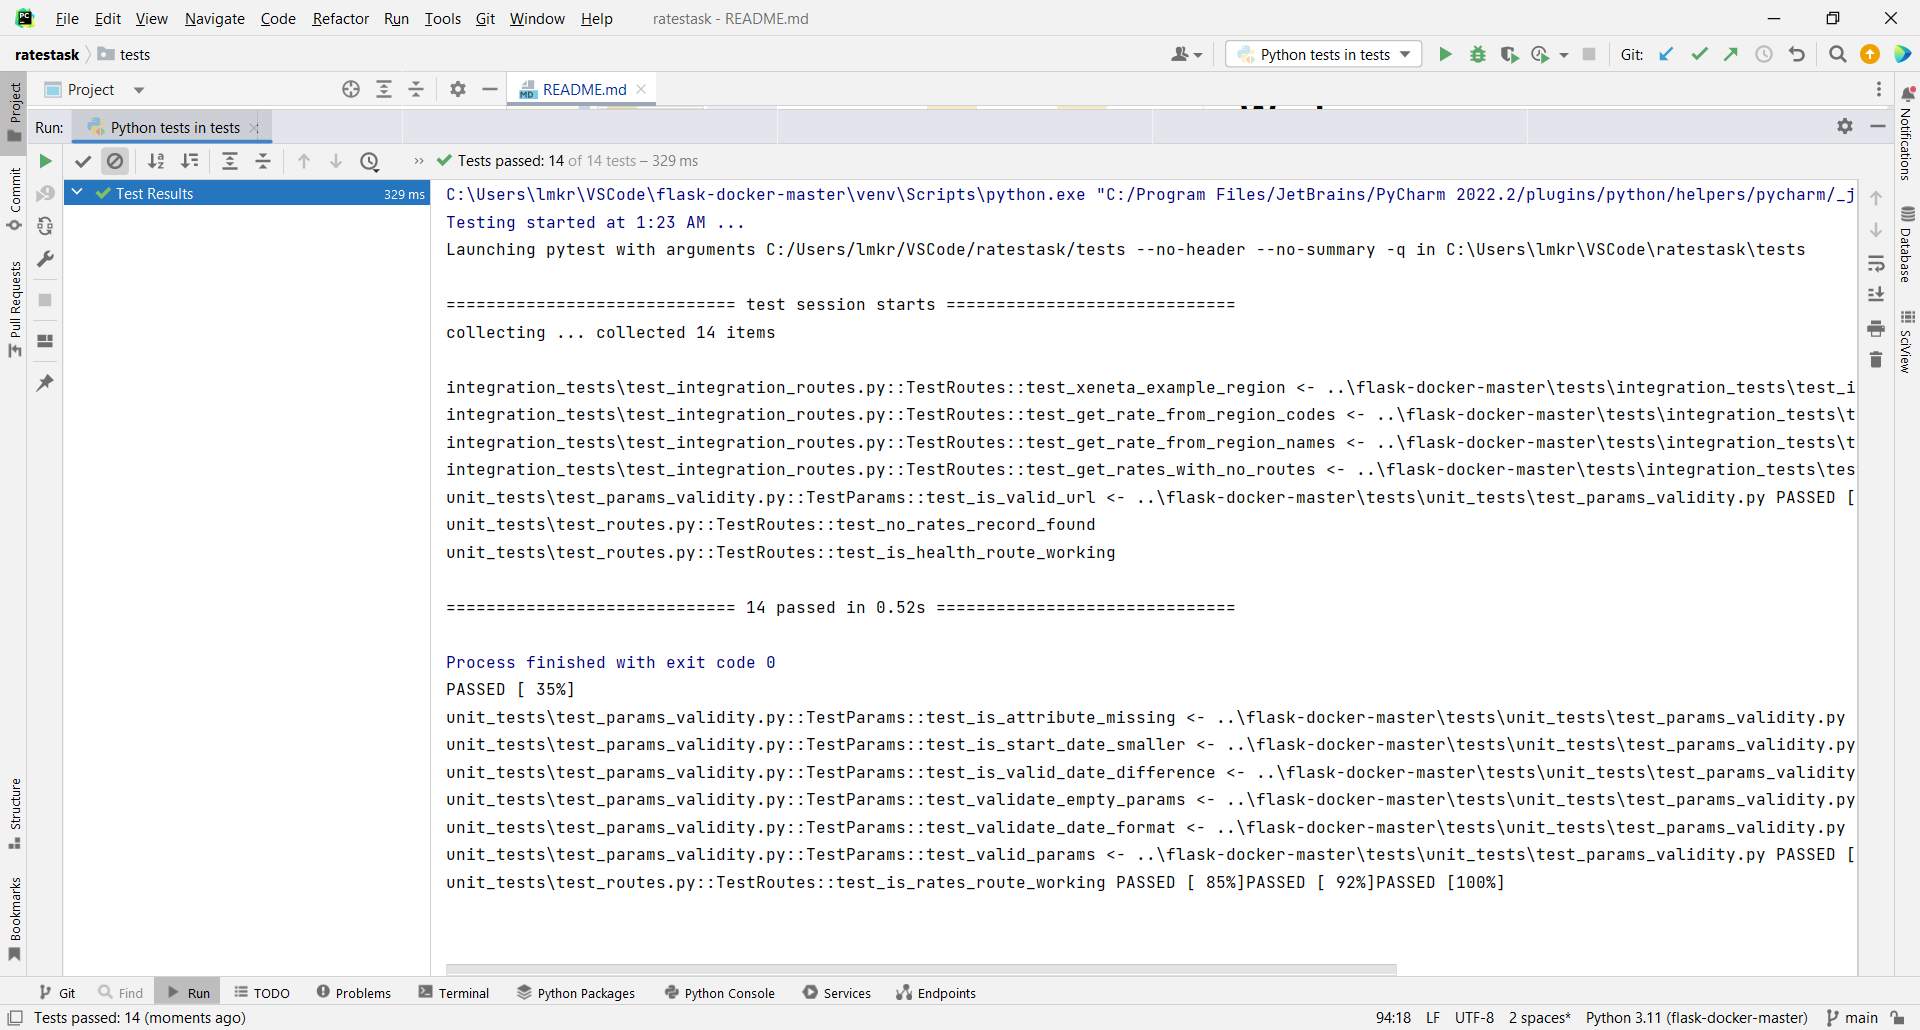 File Edit View Navigate Code Refactor Run Tools Git Window Help ratestask - README.md
ratestask tests Python tests in tests Git:
Project README.md
Run: Python tests in tests
Tests passed: 14 of 14 tests – 329 ms
Test Results 329 ms
C:\Users\lmkr\VSCode\flask-docker-master\venv\Scripts\python.exe "C:/Program Files/JetBrains/PyCharm 2022.2/plugins/python/helpers/pycharm/_j
Testing started at 1:23 AM ...
Launching pytest with arguments C:/Users/lmkr/VSCode/ratestask/tests --no-header --no-summary -q in C:\Users\lmkr\VSCode\ratestask\tests
============================= test session starts =============================
collecting ... collected 14 items
integration_tests\test_integration_routes.py::TestRoutes::test_xeneta_example_region <- ..\flask-docker-master\tests\integration_tests\test_i
integration_tests\test_integration_routes.py::TestRoutes::test_get_rate_from_region_codes <- ..\flask-docker-master\tests\integration_tests\t
integration_tests\test_integration_routes.py::TestRoutes::test_get_rate_from_region_names <- ..\flask-docker-master\tests\integration_tests\t
integration_tests\test_integration_routes.py::TestRoutes::test_get_rates_with_no_routes <- ..\flask-docker-master\tests\integration_tests\tes
unit_tests\test_params_validity.py::TestParams::test_is_valid_url <- ..\flask-docker-master\tests\unit_tests\test_params_validity.py PASSED [
unit_tests\test_routes.py::TestRoutes::test_no_rates_record_found
unit_tests\test_routes.py::TestRoutes::test_is_health_route_working
============================= 14 passed in 0.52s ==============================
Process finished with exit code 0
PASSED [ 35%]
unit_tests\test_params_validity.py::TestParams::test_is_attribute_missing <- ..\flask-docker-master\tests\unit_tests\test_params_validity.py
unit_tests\test_params_validity.py::TestParams::test_is_start_date_smaller <- ..\flask-docker-master\tests\unit_tests\test_params_validity.py
unit_tests\test_params_validity.py::TestParams::test_is_valid_date_difference <- ..\flask-docker-master\tests\unit_tests\test_params_validity
unit_tests\test_params_validity.py::TestParams::test_validate_empty_params <- ..\flask-docker-master\tests\unit_tests\test_params_validity.py
unit_tests\test_params_validity.py::TestParams::test_validate_date_format <- ..\flask-docker-master\tests\unit_tests\test_params_validity.py
unit_tests\test_params_validity.py::TestParams::test_valid_params <- ..\flask-docker-master\tests\unit_tests\test_params_validity.py PASSED [
unit_tests\test_routes.py::TestRoutes::test_is_rates_route_working PASSED [ 85%]PASSED [ 92%]PASSED [100%]
Project
Commit
Pull Requests
Structure
Bookmarks
Notifications
Database
SciView
Git Find Run TODO Problems Terminal Python Packages Python Console Services Endpoints
Tests passed: 14 (moments ago) 94:18 LF UTF-8 2 spaces* Python 3.11 (flask-docker-master) main